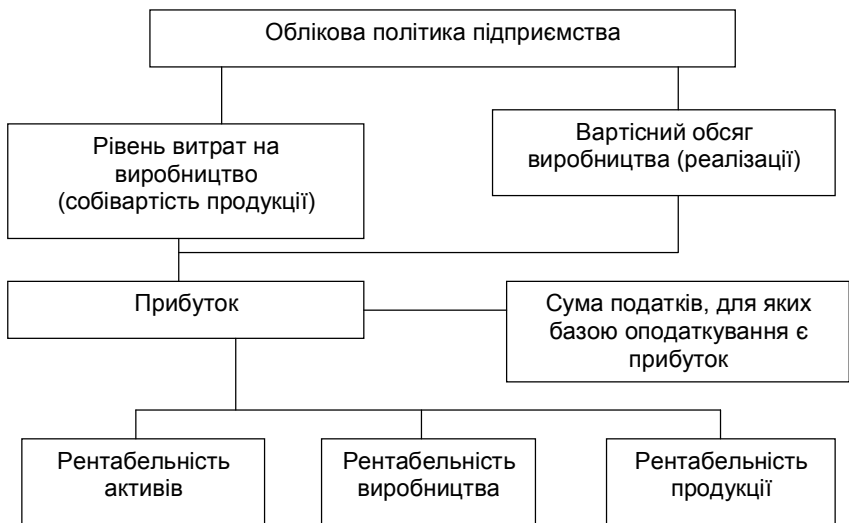 Облікова політика підприємства
Рівень витрат на
виробництво
(собівартість продукції)
Вартісний обсяг
виробництва (реалізації)
Прибуток
Сума податків, для яких
базою оподаткування є
прибуток
Рентабельність
активів
Рентабельність
виробництва
Рентабельність
продукції